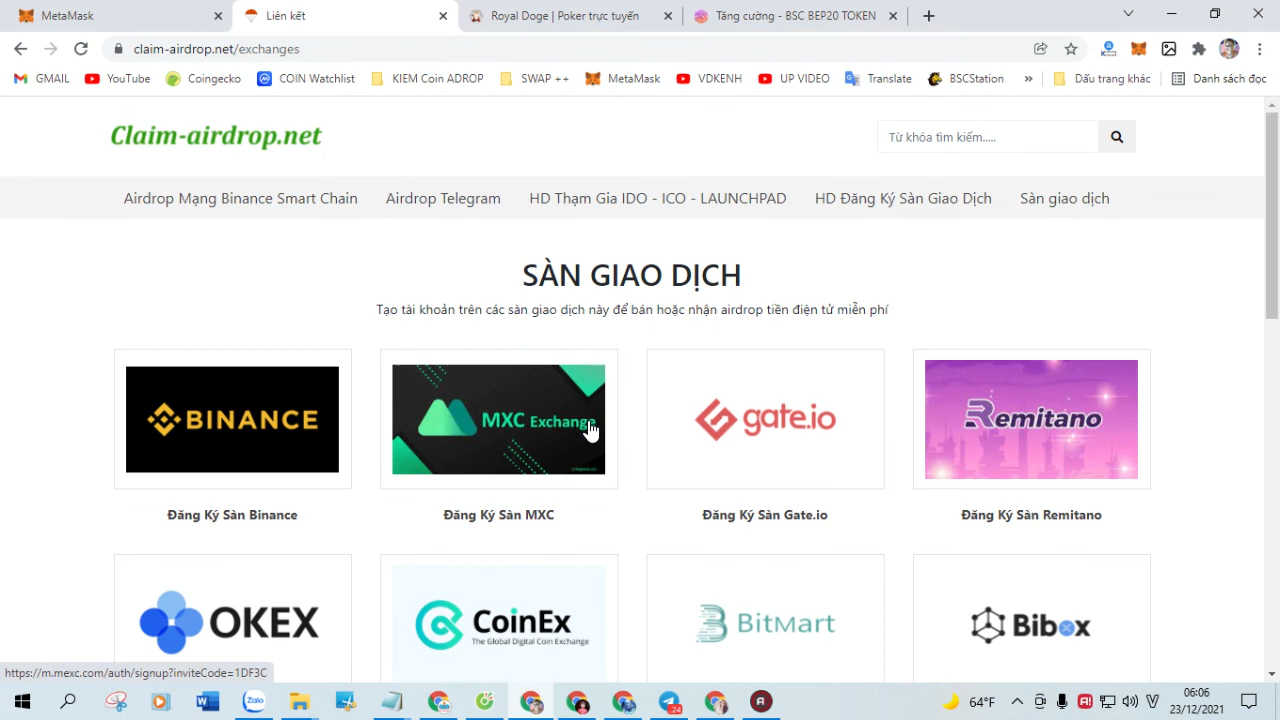 MetaMask
Liên kết
Royal Doge | Poker trực tuyến
Tăng cường - BSC BEP20 TOKEN
claim-airdrop.net/exchanges
GMAIL
YouTube
Coingecko
COIN Watchlist
KIEM Coin ADROP
SWAP ++
MetaMask
VDKENH
UP VIDEO
Translate
BSCStation
»
Dấu trang khác
Danh sách đọc
Claim-airdrop.net
Từ khóa tìm kiếm.....
Airdrop Mạng Binance Smart Chain
Airdrop Telegram
HD Thạm Gia IDO - ICO - LAUNCHPAD
HD Đăng Ký Sàn Giao Dịch
Sàn giao dịch
SÀN GIAO DỊCH
Tạo tài khoản trên các sàn giao dịch này để bán hoặc nhận airdrop tiền điện tử miễn phí
BINANCE
MXC Exchange
gate.io
Remitano
Đăng Ký Sàn Binance
Đăng Ký Sàn MXC
Đăng Ký Sàn Gate.io
Đăng Ký Sàn Remitano
OKEX
CoinEx
The Global Digital Coin Exchange
BitMart
Bibox
https://m.mexc.com/auth/signup?inviteCode=1DF3C
Zalo
24
64°F
06:06
23/12/2021